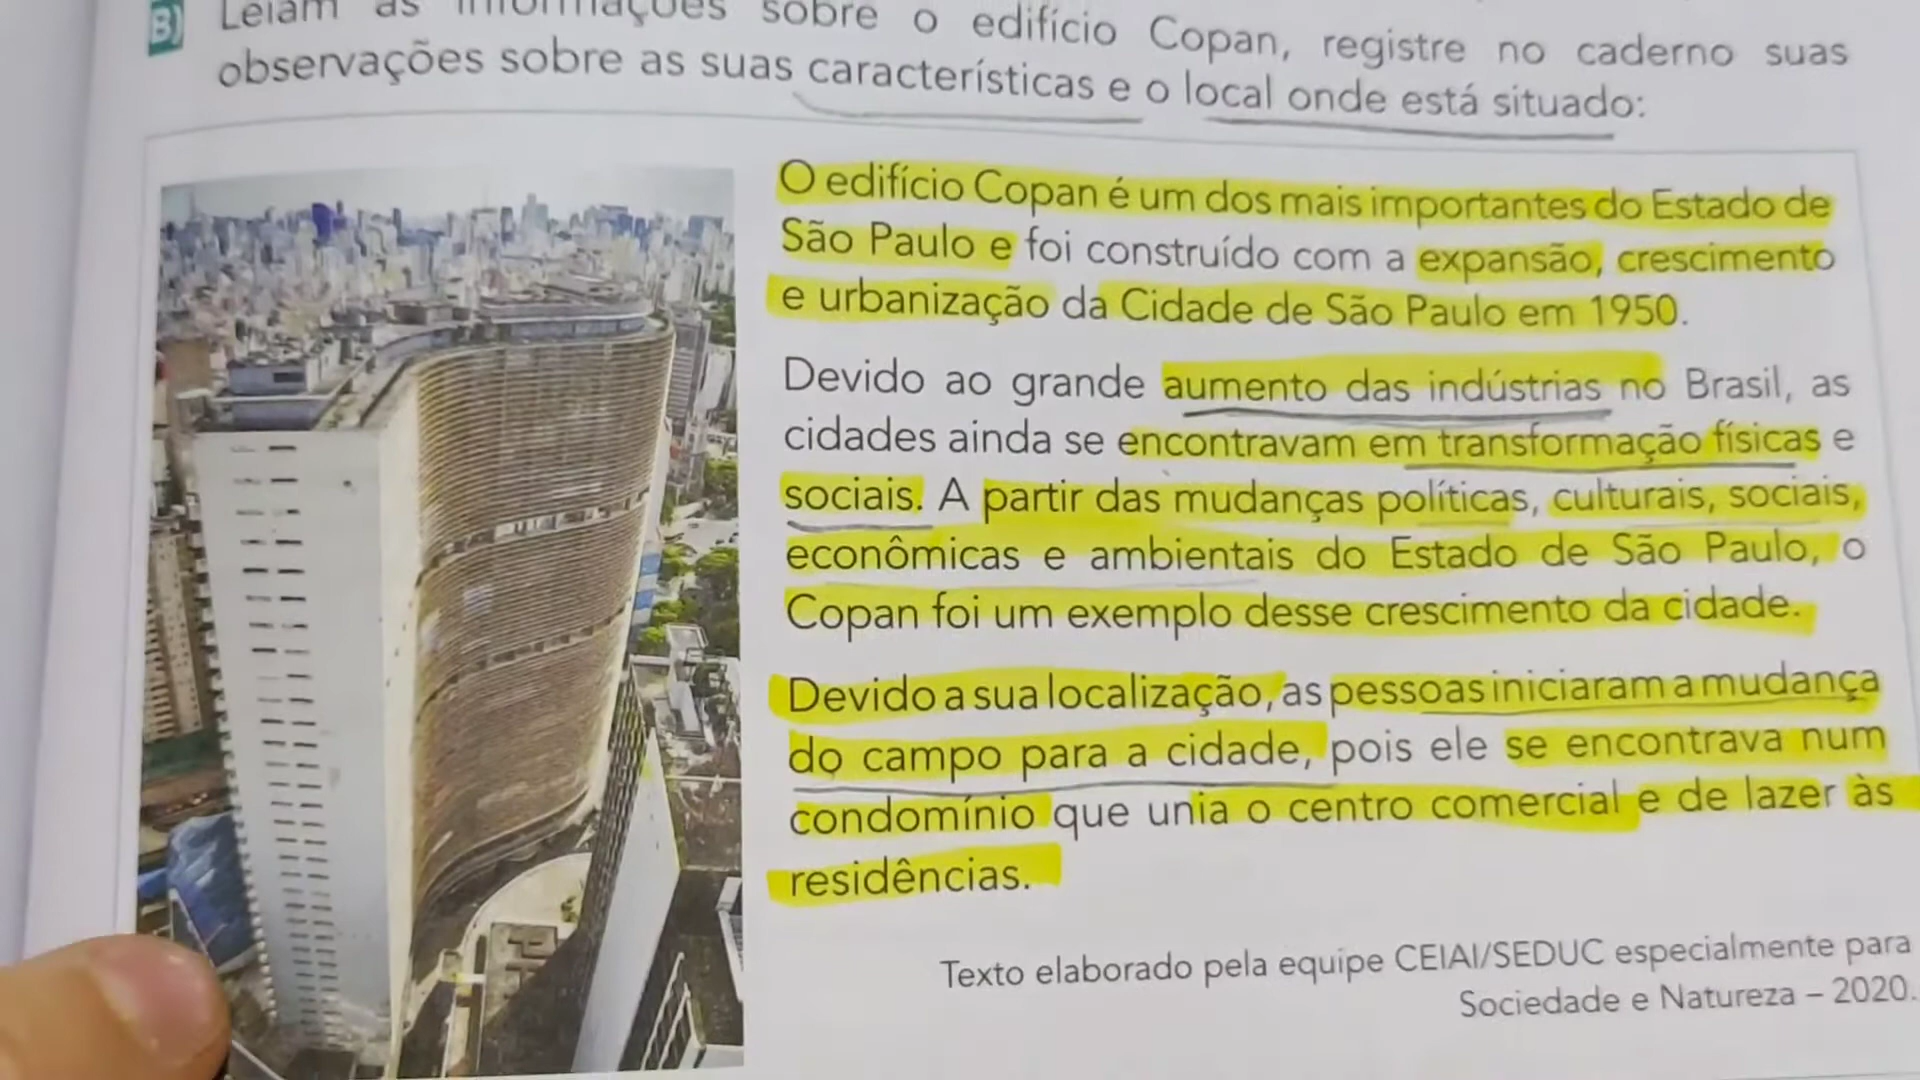 B) Leiam as informações sobre o edifício Copan, registre no caderno suas
observações sobre as suas características e o local onde está situado:
O edifício Copan é um dos mais importantes do Estado de
São Paulo e foi construído com a expansão, crescimento
e urbanização da Cidade de São Paulo em 1950.
Devido ao grande aumento das indústrias no Brasil, as
cidades ainda se encontravam em transformação físicas e
sociais. A partir das mudanças políticas, culturais, sociais,
econômicas e ambientais do Estado de São Paulo, o
Copan foi um exemplo desse crescimento da cidade.
Devido a sua localização, as pessoas iniciaram a mudança
do campo para a cidade, pois ele se encontrava num
condomínio que unia o centro comercial e de lazer às
residências.
Texto elaborado pela equipe CEIAI/SEDUC especialmente para
Sociedade e Natureza – 2020.